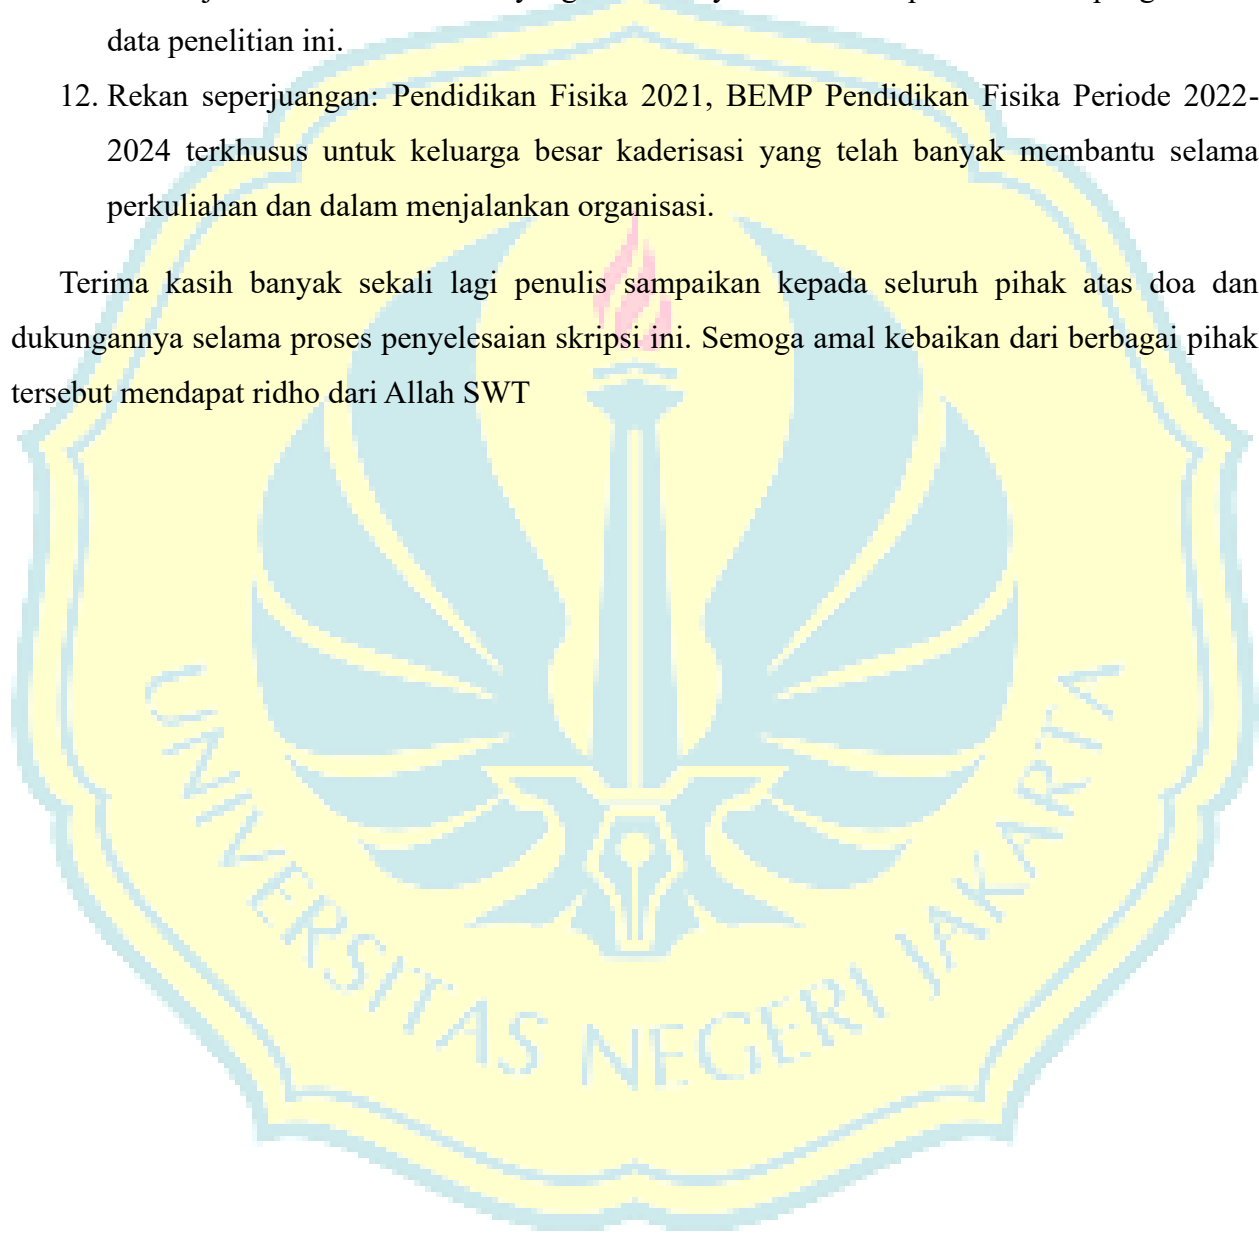 data penelitian ini.
12. Rekan seperjuangan: Pendidikan Fisika 2021, BEMP Pendidikan Fisika Periode 2022-
2024 terkhusus untuk keluarga besar kaderisasi yang telah banyak membantu selama
perkuliahan dan dalam menjalankan organisasi.
Terima kasih banyak sekali lagi penulis sampaikan kepada seluruh pihak atas doa dan
dukungannya selama proses penyelesaian skripsi ini. Semoga amal kebaikan dari berbagai pihak
tersebut mendapat ridho dari Allah SWT
UNIVERSITAS NEGERI JAKARTA